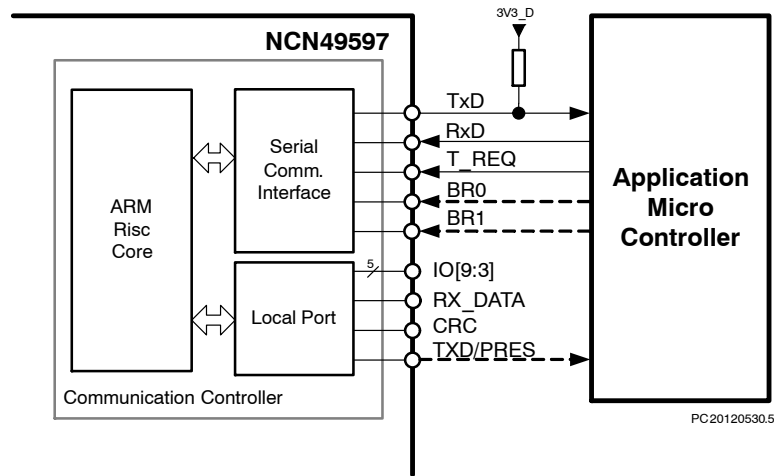 3V3_D
NCN49597
TxD
RxD
T_REQ
BR0
BR1
Serial
Comm.
Interface
ARM
Risc
Core
Application
Micro
Controller
5
IO[9:3]
RX_DATA
CRC
TXD/PRES
Local Port
Communication Controller
PC20120530.5